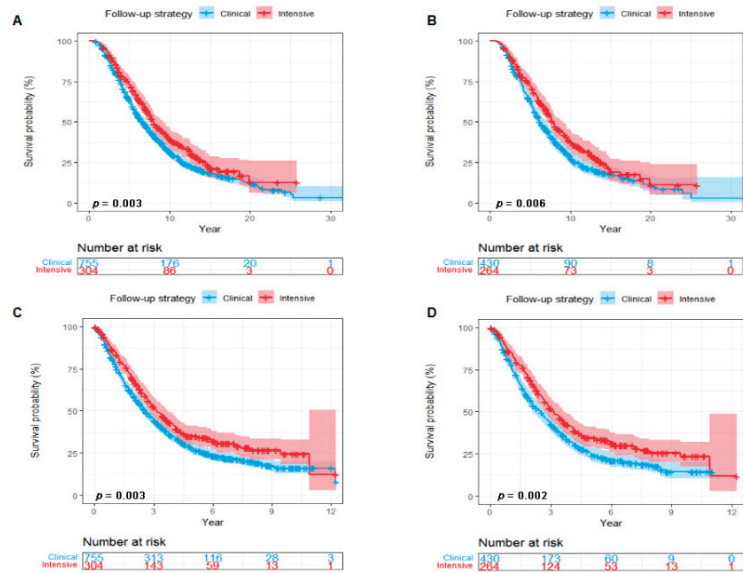 A
Follow-up strategy Clinical Intensive
Survival probability (%)
100
75
50
25
0
p = 0.003
0 10 20 30
Year
Number at risk
Clinical 755 176 20 1
Intensive 304 86 3 0
B
Follow-up strategy Clinical Intensive
Survival probability (%)
100
75
50
25
0
p = 0.006
0 10 20 30
Year
Number at risk
Clinical 430 90 8 1
Intensive 264 73 3 0
C
Follow-up strategy Clinical Intensive
Survival probability (%)
100
75
50
25
0
p = 0.003
0 3 6 9 12
Year
Number at risk
Clinical 755 313 116 28 3
Intensive 304 143 59 13 1
D
Follow-up strategy Clinical Intensive
Survival probability (%)
100
75
50
25
0
p = 0.002
0 3 6 9 12
Year
Number at risk
Clinical 430 173 60 9 0
Intensive 264 124 53 13 1